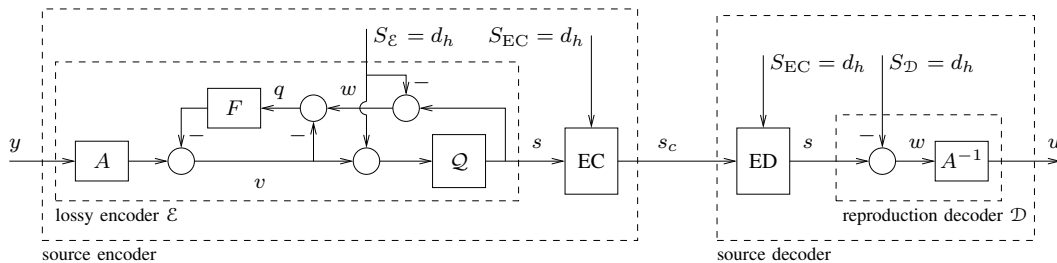 S_ℰ = d_h
S_EC = d_h
S_EC = d_h
S_𝒟 = d_h
q
w
−
F
−
−
−
y
A
v
𝒬
s
EC
s_c
ED
s
w
A^{−1}
u
lossy encoder ℰ
reproduction decoder 𝒟
source encoder
source decoder